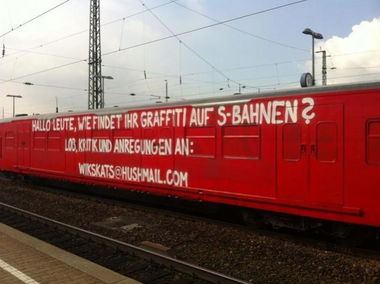 HALLO LEUTE, WIE FINDET IHR GRAFFITI AUF S-BAHNEN?
LOB, KRITIK UND ANREGUNGEN AN:
WIKSKATS@HUSHMAIL.COM